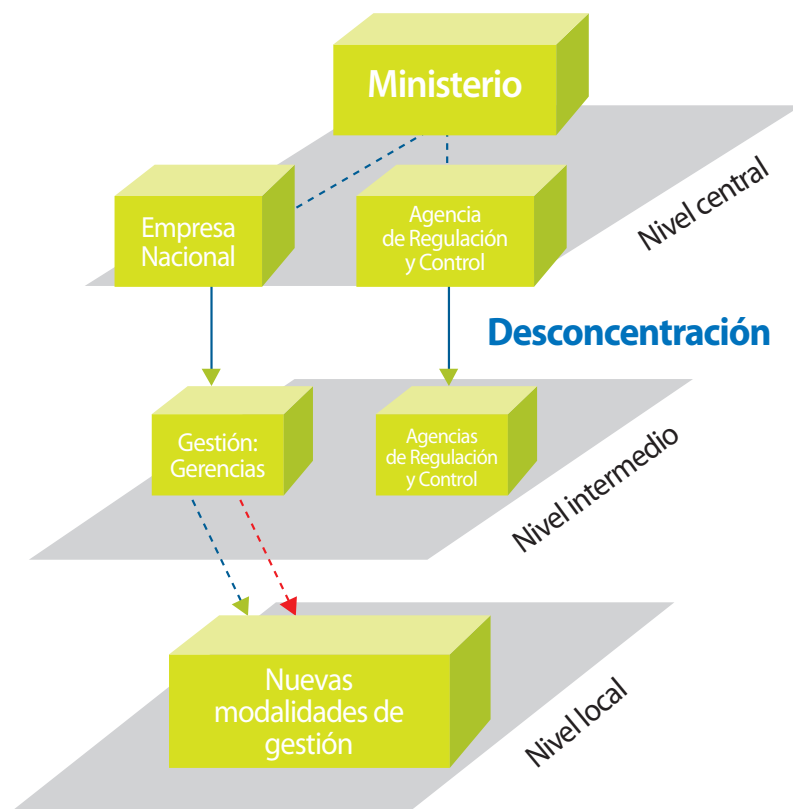 Ministerio
Nivel central
Empresa
Nacional
Agencia
de Regulación
y Control
Desconcentración
Gestión:
Gerencias
Agencias
de Regulación
y Control
Nivel intermedio
Nuevas
modalidades de
gestión
Nivel local